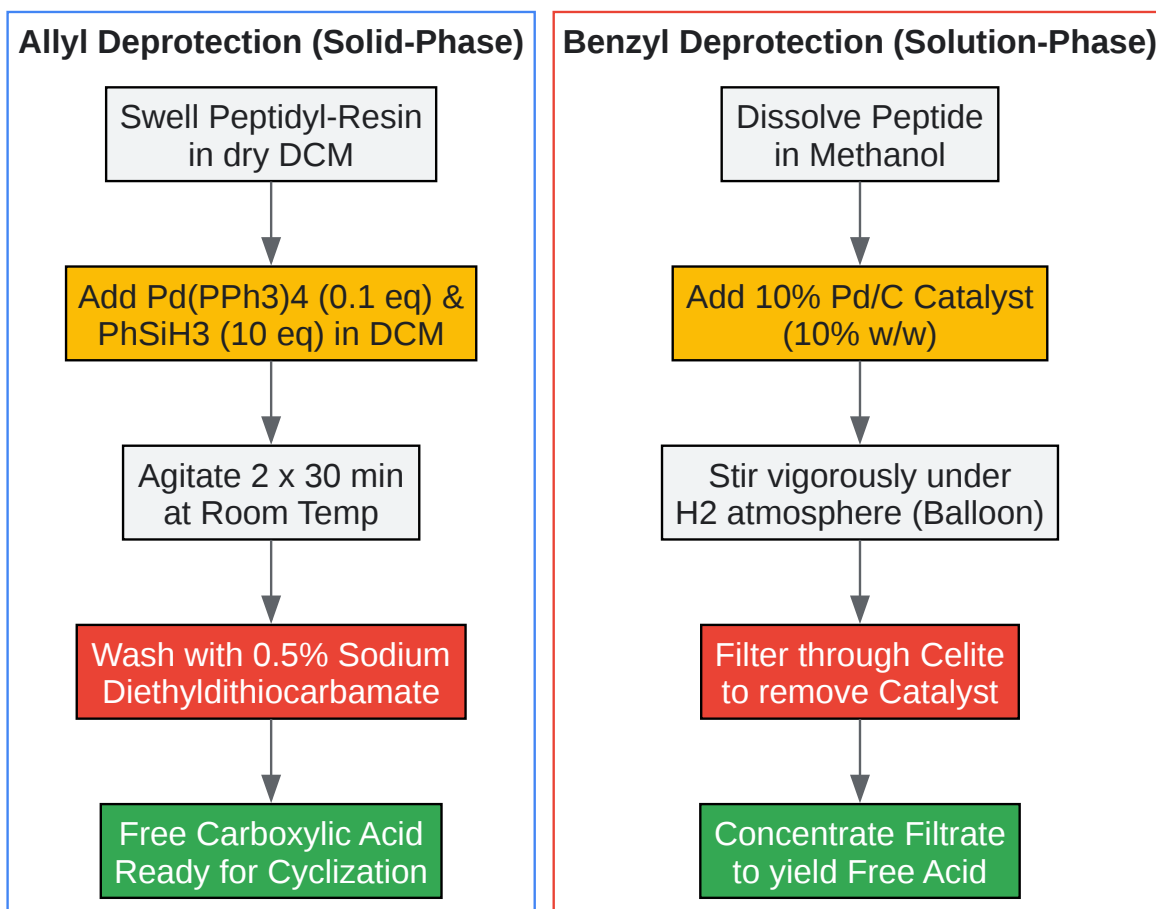 Allyl Deprotection (Solid-Phase)
Swell Peptidyl-Resin
in dry DCM
Add Pd(PPh3)4 (0.1 eq) &
PhSiH3 (10 eq) in DCM
Agitate 2 x 30 min
at Room Temp
Wash with 0.5% Sodium
Diethyldithiocarbamate
Free Carboxylic Acid
Ready for Cyclization
Benzyl Deprotection (Solution-Phase)
Dissolve Peptide
in Methanol
Add 10% Pd/C Catalyst
(10% w/w)
Stir vigorously under
H2 atmosphere (Balloon)
Filter through Celite
to remove Catalyst
Concentrate Filtrate
to yield Free Acid